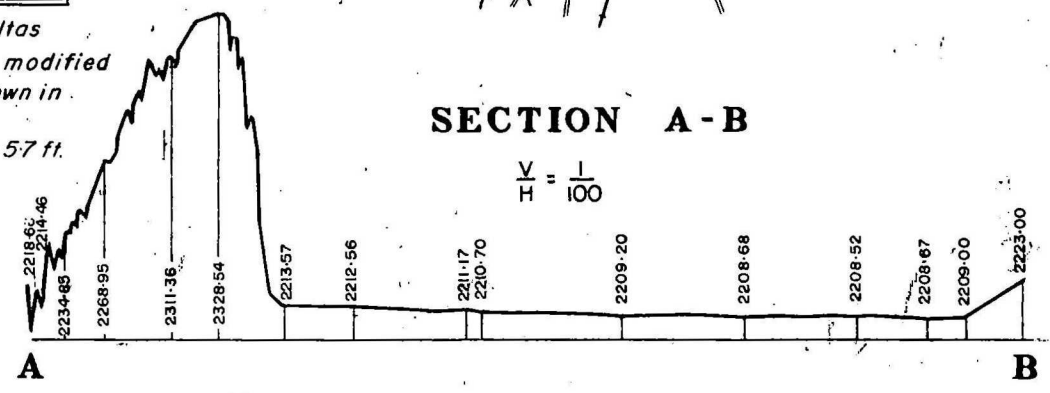 ltas
modified
wn in
5·7 ft.
SECTION A-B
V/H = 1/100
2218·66
2214·46
2234·85
2268·95
2311·36
2328·54
2213·57
2212·56
2211·17
2210·70
2209·20
2208·68
2208·52
2208·67
2209·00
2223·00
A
B